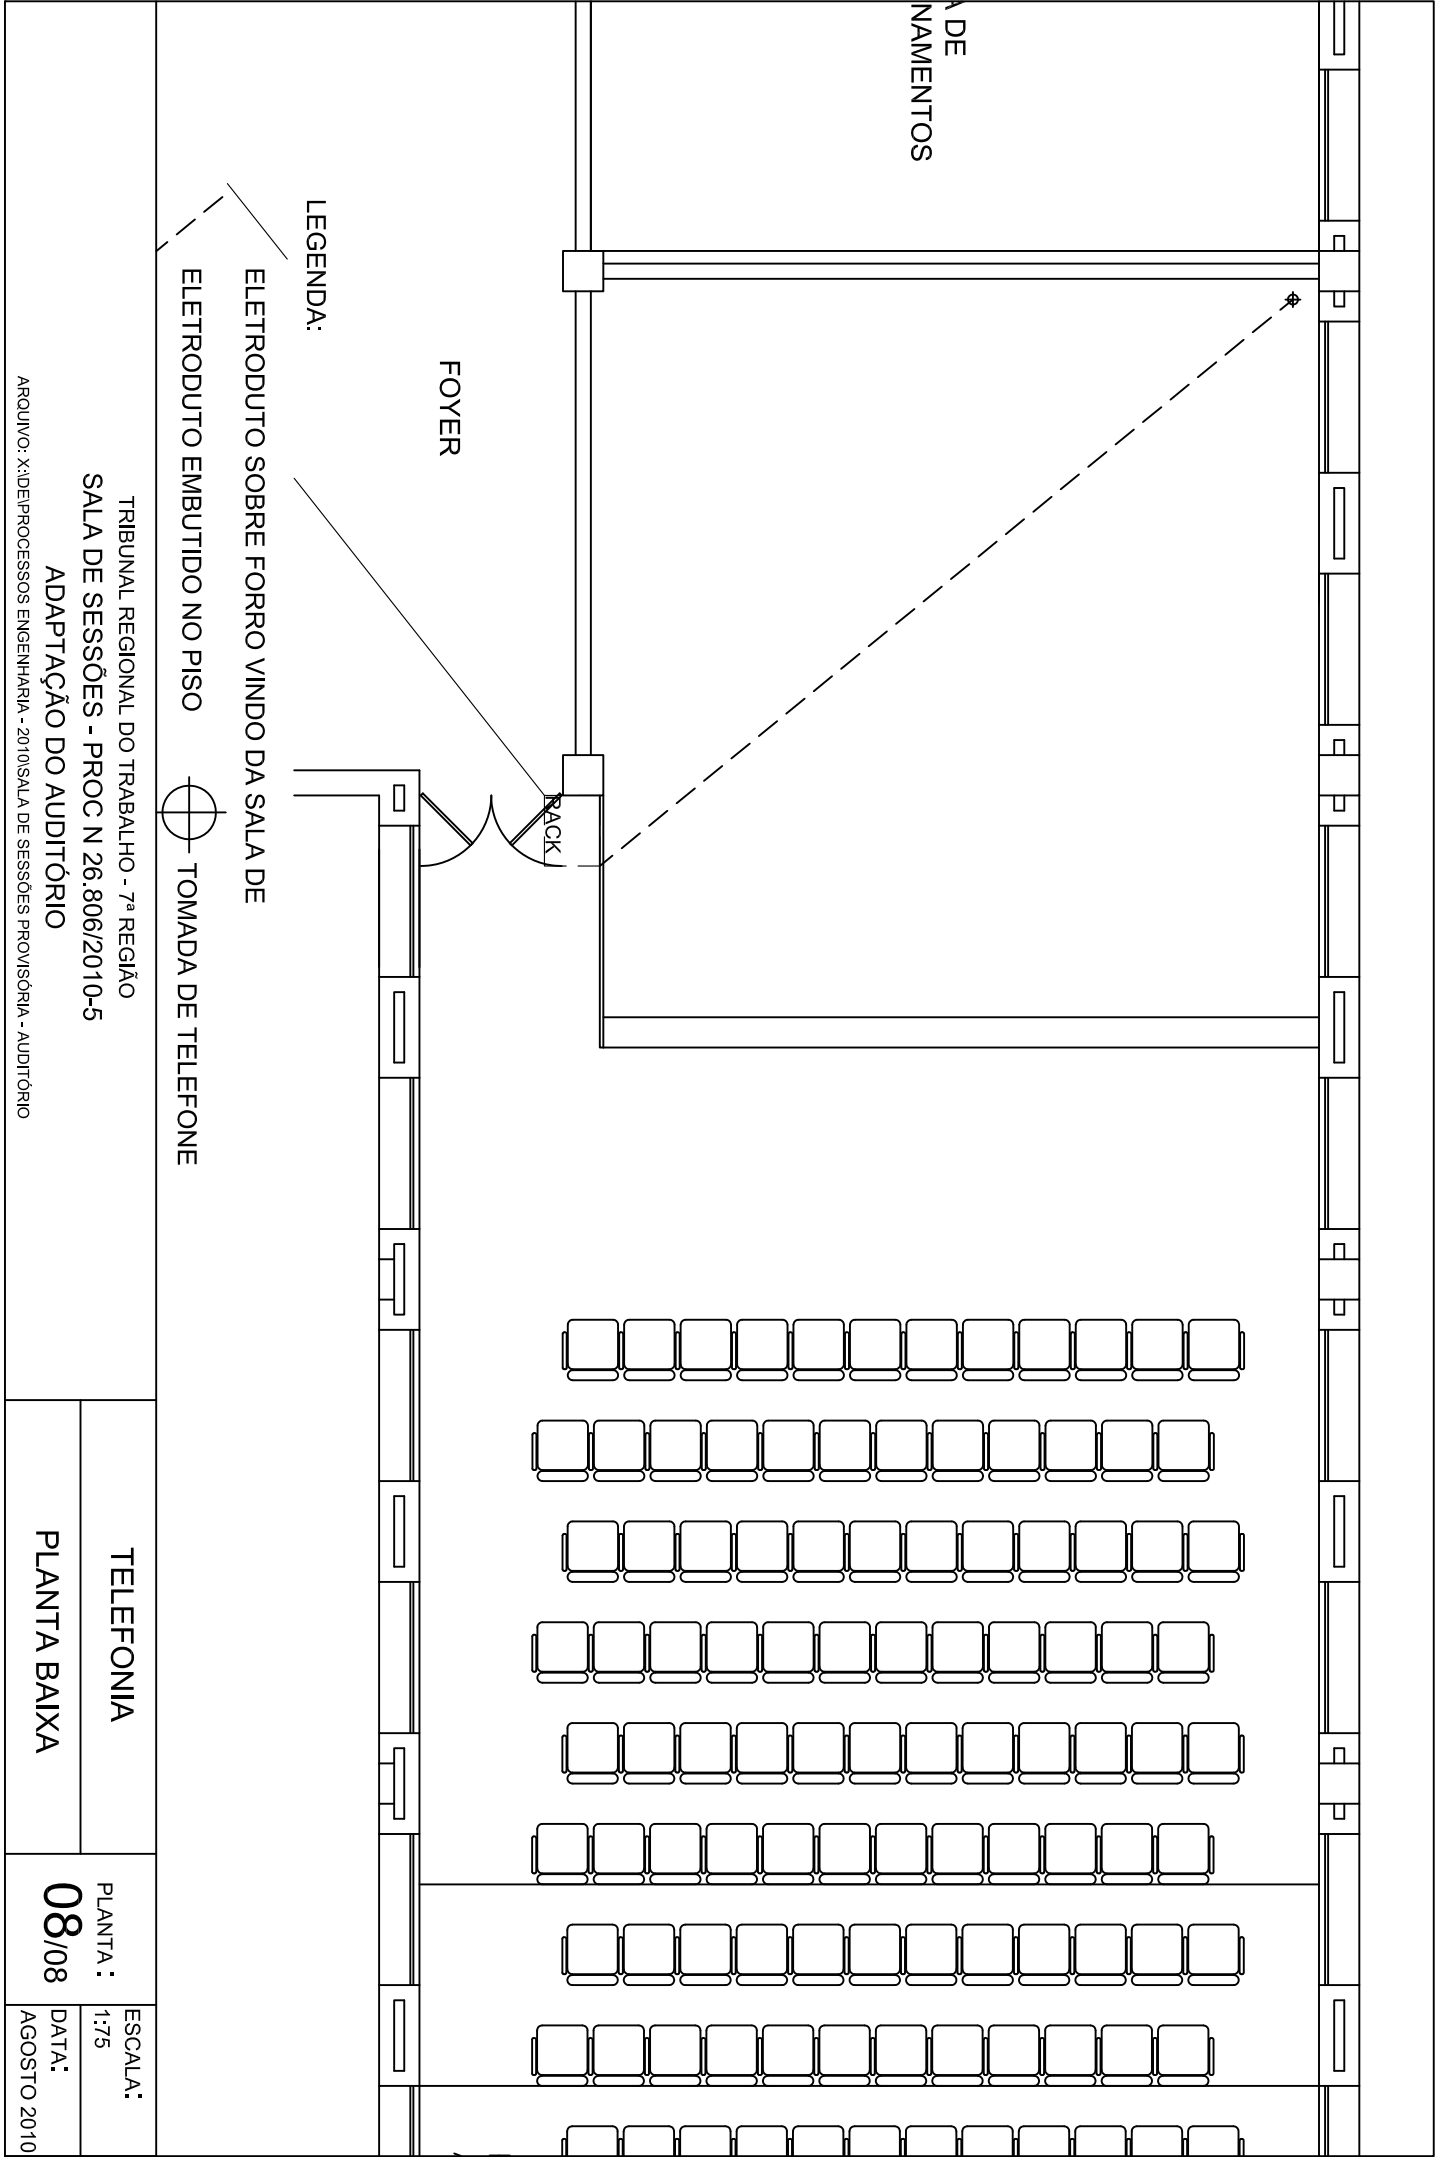 A DE
NAMENTOS
FOYER
RACK
LEGENDA:
ELETRODUTO SOBRE FORRO VINDO DA SALA DE
ELETRODUTO EMBUTIDO NO PISO
TOMADA DE TELEFONE
TRIBUNAL REGIONAL DO TRABALHO - 7ª REGIÃO
SALA DE SESSÕES - PROC N 26.806/2010-5
ADAPTAÇÃO DO AUDITÓRIO
ARQUIVO: X:\DE\PROCESSOS ENGENHARIA - 2010\SALA DE SESSÕES PROVISÓRIA - AUDITÓRIO
TELEFONIA
PLANTA BAIXA
PLANTA :
08/08
ESCALA:
1:75
DATA:
AGOSTO 2010